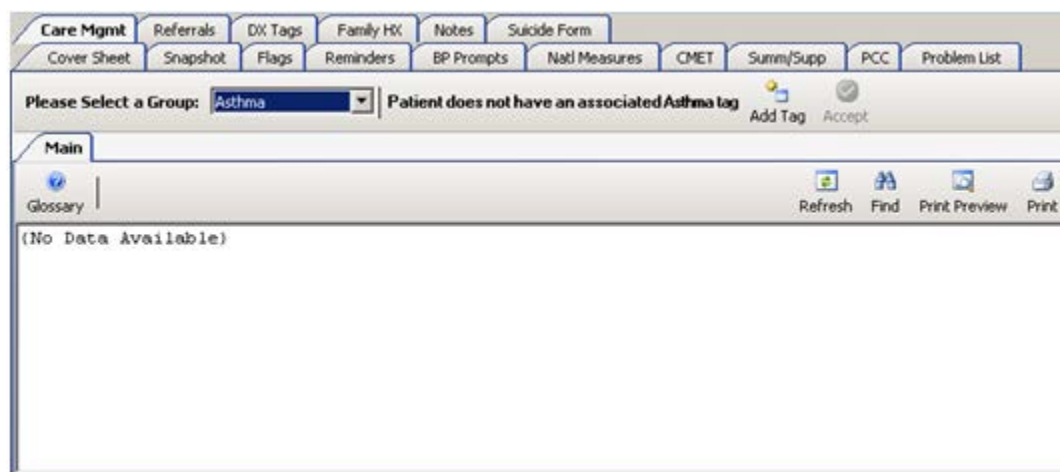 Care Mgmt Referrals DX Tags Family HX Notes Suicide Form
Cover Sheet Snapshot Flags Reminders BP Prompts Natl Measures CMET Summ/Supp PCC Problem List
Please Select a Group: Asthma Patient does not have an associated Asthma tag Add Tag Accept
Main
Glossary Refresh Find Print Preview Print
(No Data Available)